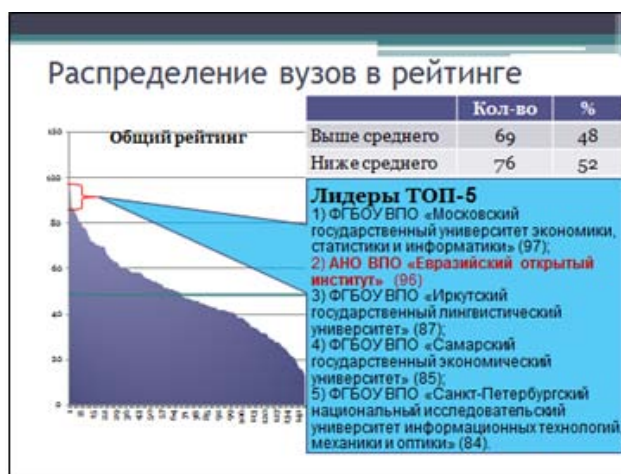 Распределение вузов в рейтинге
Кол-во %
Выше среднего 69 48
Ниже среднего 76 52
Общий рейтинг
100
80
60
40
20
0
Лидеры ТОП-5
1) ФГБОУ ВПО «Московский
государственный университет экономики,
статистики и информатики» (97);
2) АНО ВПО «Евразийский открытый
институт» (96)
3) ФГБОУ ВПО «Иркутский
государственный лингвистический
университет» (87);
4) ФГБОУ ВПО «Самарский
государственный экономический
университет» (85);
5) ФГБОУ ВПО «Санкт-Петербургский
национальный исследовательский
университет информационных технологий,
механики и оптики» (84).